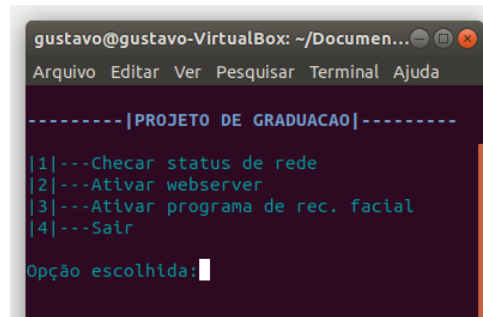 gustavo@gustavo-VirtualBox: ~/Documen...
Arquivo Editar Ver Pesquisar Terminal Ajuda
---------|PROJETO DE GRADUACAO|---------
|1|---Checar status de rede
|2|---Ativar webserver
|3|---Ativar programa de rec. facial
|4|---Sair
Opção escolhida: